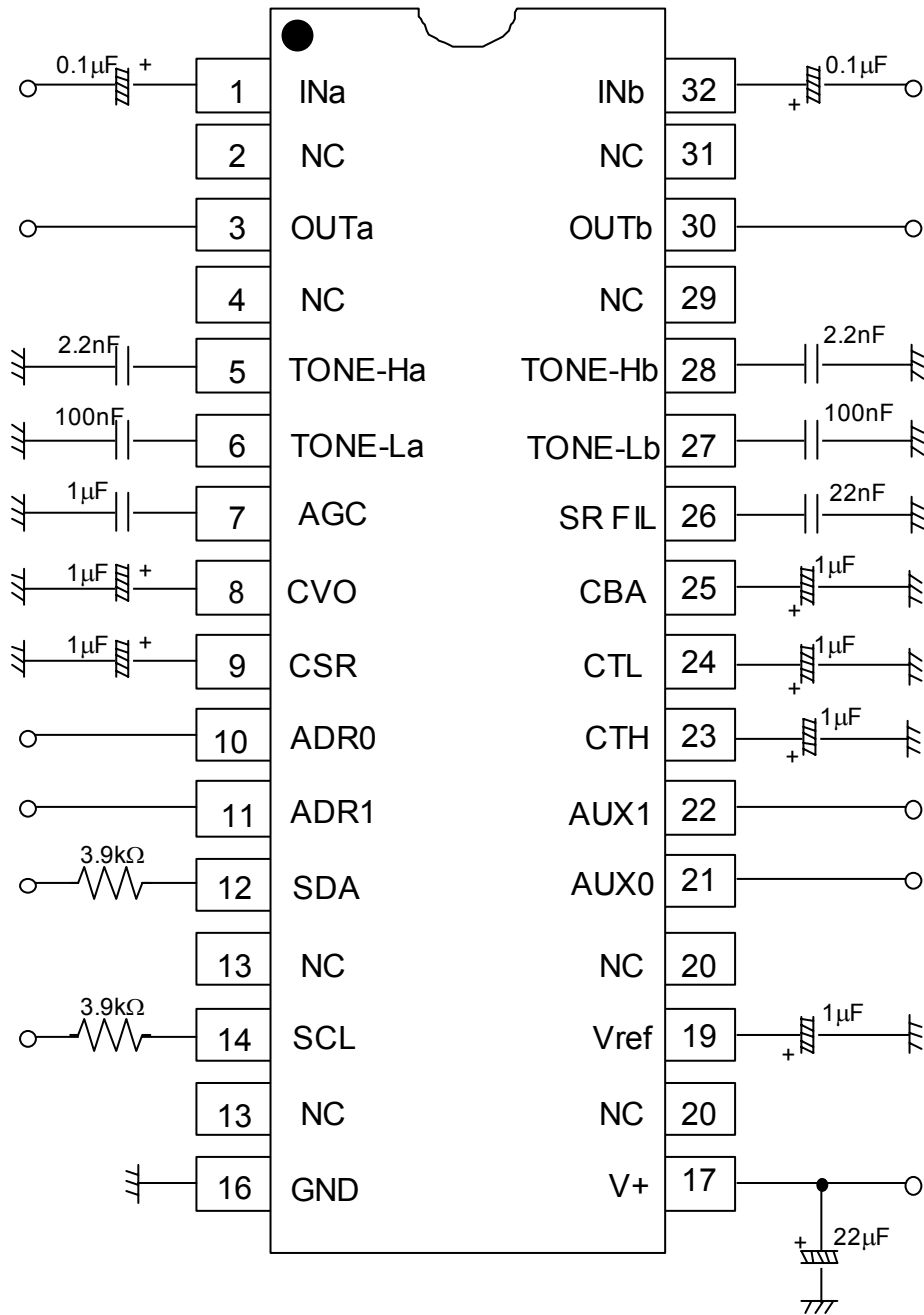 0.1μF + 1 INa INb 32 + 0.1μF
2 NC NC 31
3 OUTa OUTb 30
4 NC NC 29
2.2nF 5 TONE-Ha TONE-Hb 28 2.2nF
100nF 6 TONE-La TONE-Lb 27 100nF
1μF 7 AGC SR FIL 26 22nF
1μF + 8 CVO CBA 25 + 1μF
1μF + 9 CSR CTL 24 + 1μF
10 ADR0 CTH 23 + 1μF
11 ADR1 AUX1 22
3.9kΩ 12 SDA AUX0 21
13 NC NC 20
3.9kΩ 14 SCL Vref 19 + 1μF
13 NC NC 20
16 GND V+ 17
+ 22μF